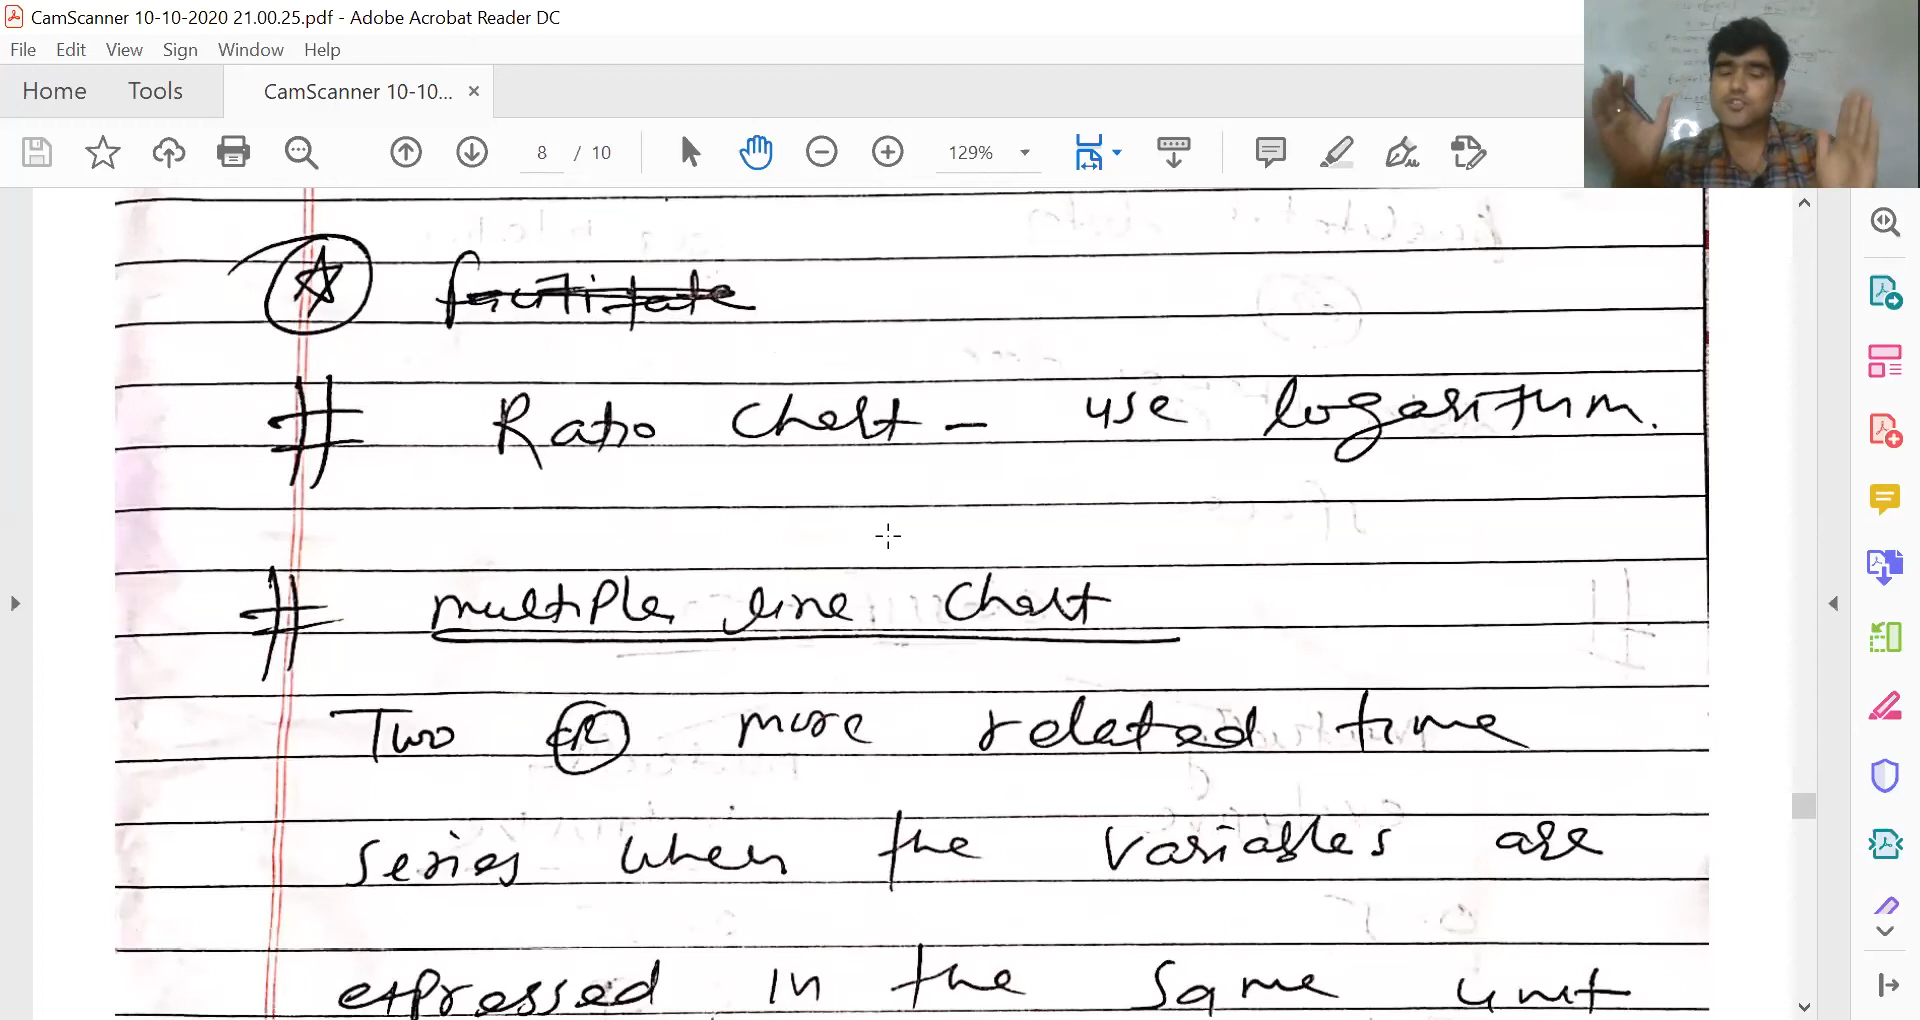 CamScanner 10-10-2020 21.00.25.pdf - Adobe Acrobat Reader DC
File Edit View Sign Window Help
Home Tools CamScanner 10-10... ×
8 / 10 129%
# Ratio Chart - use logaritum.
# multiple line Chart
Two OR more related time
series when the variables are
expressed in the same unit